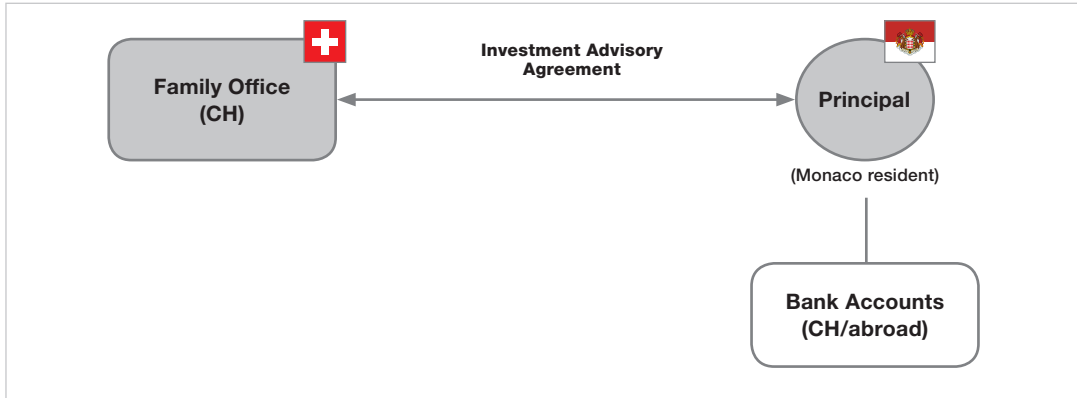 Investment Advisory
Agreement
Family Office
(CH)
Principal
(Monaco resident)
Bank Accounts
(CH/abroad)